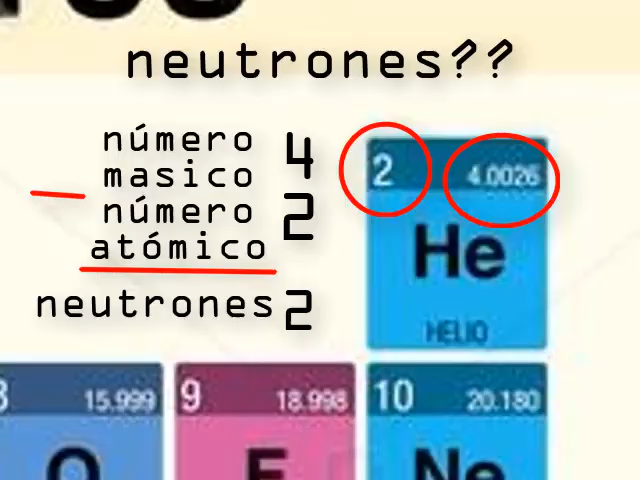 neutrones??
número 4
masico
número 2
atómico
neutrones 2
2 4.0026
He
HELIO
15.999 9 18.998 10 20.180
O F Ne